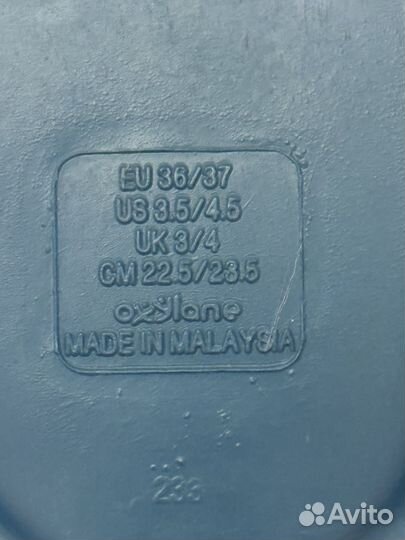 EU 36/37
US 3.5/4.5
UK 3/4
CM 22.5/23.5
oxylane
MADE IN MALAYSIA
233
Avito